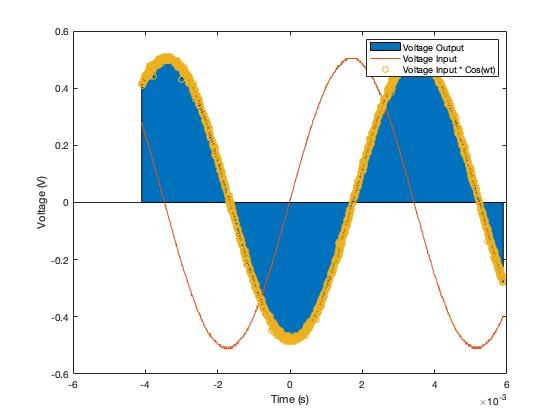 0.6
Voltage Output
Voltage Input
Voltage Input * Cos(wt)
0.4
0.2
0
-0.2
-0.4
-0.6
Voltage (V)
-6 -4 -2 0 2 4 6
Time (s)
×10-3